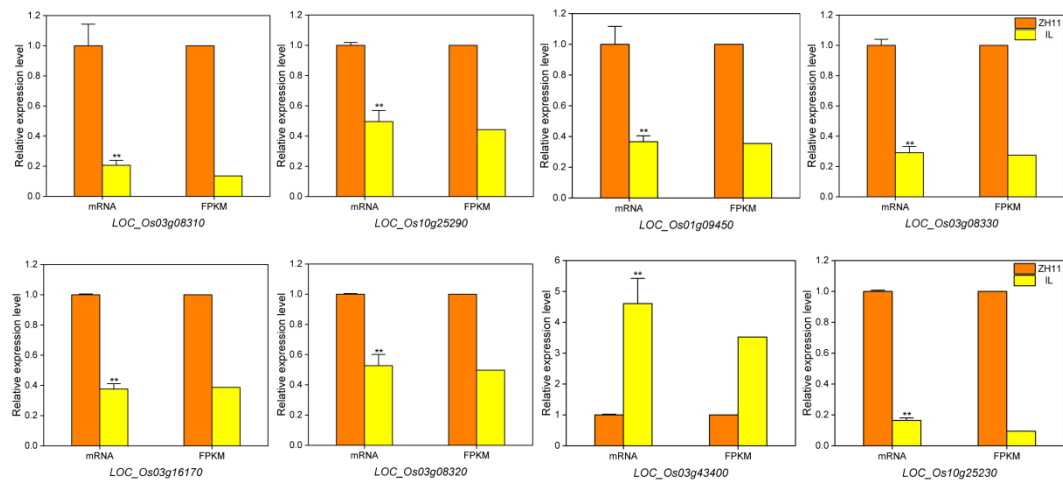 Relative expression level
1.2
1.0
0.8
0.6
0.4
0.2
0.0
**
mRNA
FPKM
LOC_Os03g08310
Relative expression level
1.2
1.0
0.8
0.6
0.4
0.2
0.0
**
mRNA
FPKM
LOC_Os10g25290
Relative expression level
1.2
1.0
0.8
0.6
0.4
0.2
0.0
**
mRNA
FPKM
LOC_Os01g09450
Relative expression level
1.2
1.0
0.8
0.6
0.4
0.2
0.0
**
mRNA
FPKM
LOC_Os03g08330
ZH11
IL
Relative expression level
1.2
1.0
0.8
0.6
0.4
0.2
0.0
**
mRNA
FPKM
LOC_Os03g16170
Relative expression level
1.2
1.0
0.8
0.6
0.4
0.2
0.0
**
mRNA
FPKM
LOC_Os03g08320
Relative expression level
6
5
4
3
2
1
0
**
mRNA
FPKM
LOC_Os03g43400
Relative expression level
1.2
1.0
0.8
0.6
0.4
0.2
0.0
**
mRNA
FPKM
LOC_Os10g25230
ZH11
IL